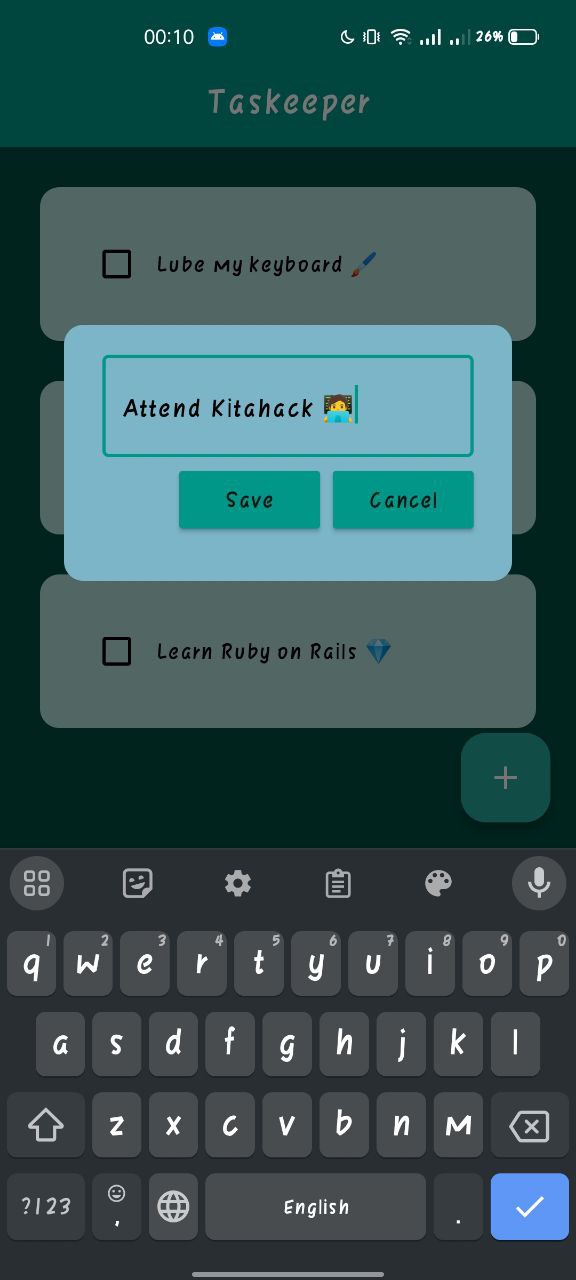 00:10 26%
Taskeeper
Lube my keyboard 🖌️
Attend Kitahack 🧑‍💻
Save Cancel
Learn Ruby on Rails 💎
+
1 2 3 4 5 6 7 8 9 0
q w e r t y u i o p
a s d f g h j k l
z x c v b n m
?123 , English .